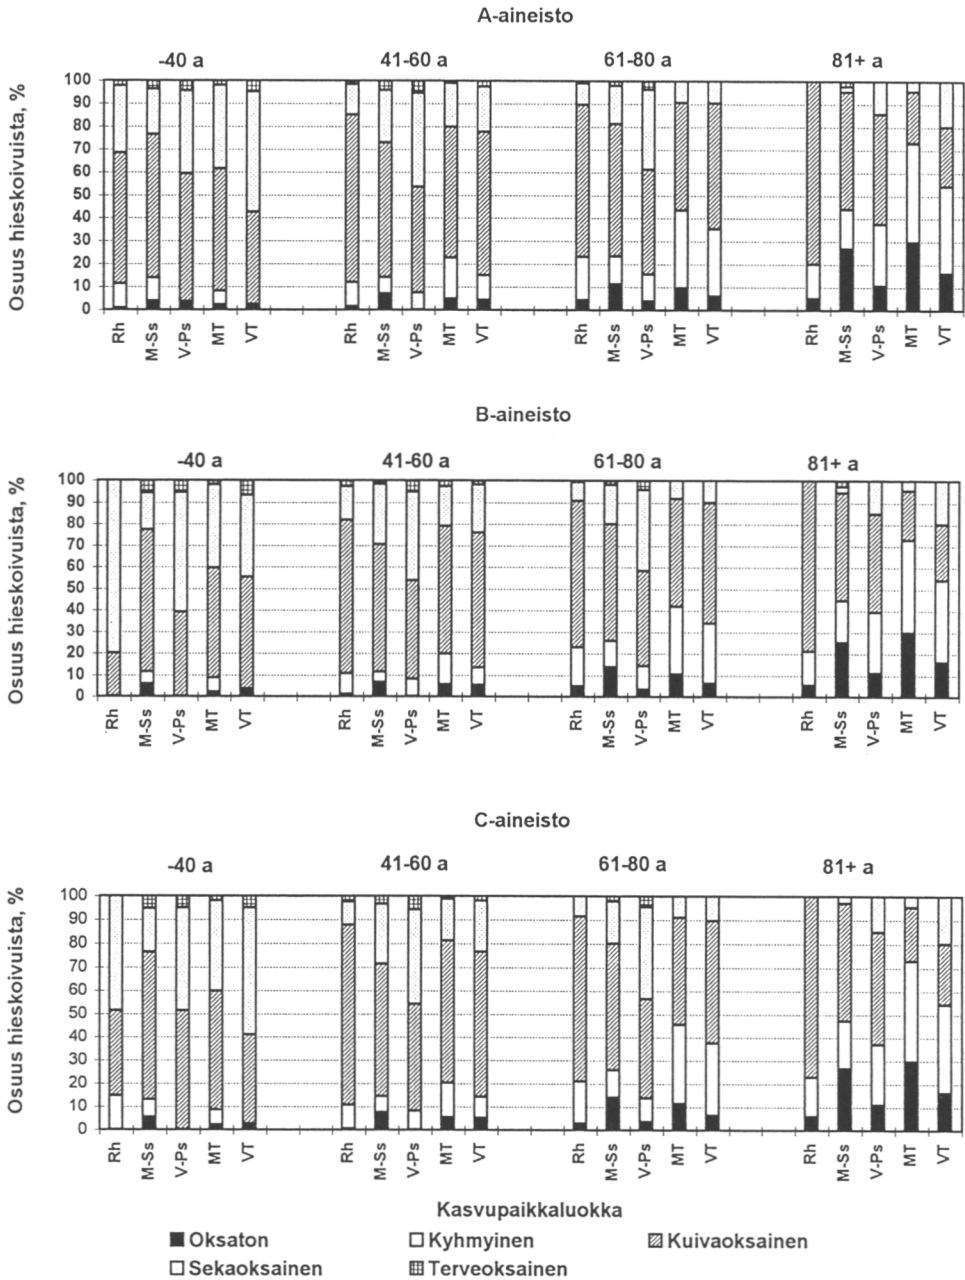 A-aineisto
-40 a 41-60 a 61-80 a 81+ a
Osuus hieskoivuista, %
100
90
80
70
60
50
40
30
20
10
0
Rh M-Ss V-Ps MT VT Rh M-Ss V-Ps MT VT Rh M-Ss V-Ps MT VT Rh M-Ss V-Ps MT VT
B-aineisto
-40 a 41-60 a 61-80 a 81+ a
Osuus hieskoivuista, %
100
90
80
70
60
50
40
30
20
10
0
Rh M-Ss V-Ps MT VT Rh M-Ss V-Ps MT VT Rh M-Ss V-Ps MT VT Rh M-Ss V-Ps MT VT
C-aineisto
-40 a 41-60 a 61-80 a 81+ a
Osuus hieskoivuista, %
100
90
80
70
60
50
40
30
20
10
0
Rh M-Ss V-Ps MT VT Rh M-Ss V-Ps MT VT Rh M-Ss V-Ps MT VT Rh M-Ss V-Ps MT VT
Kasvupaikkaluokka
Oksaton Kyhmyinen Kuivaoksainen
Sekaoksainen Terveoksainen